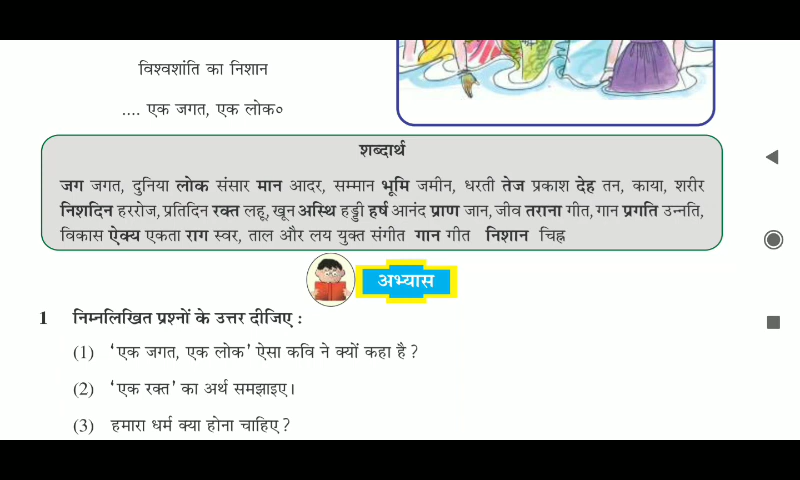 विश्वशांति का निशान
.... एक जगत, एक लोक०
शब्दार्थ
जग जगत, दुनिया लोक संसार मान आदर, सम्मान भूमि जमीन, धरती तेज प्रकाश देह तन, काया, शरीर
निशदिन हररोज, प्रतिदिन रक्त लहू, खून अस्थि हड्डी हर्ष आनंद प्राण जान, जीव तराना गीत, गान प्रगति उन्नति,
विकास ऐक्य एकता राग स्वर, ताल और लय युक्त संगीत गान गीत निशान चिह्न
अभ्यास
1 निम्नलिखित प्रश्नों के उत्तर दीजिए :
(1) ‘एक जगत, एक लोक’ ऐसा कवि ने क्यों कहा है ?
(2) ‘एक रक्त’ का अर्थ समझाइए।
(3) हमारा धर्म क्या होना चाहिए ?